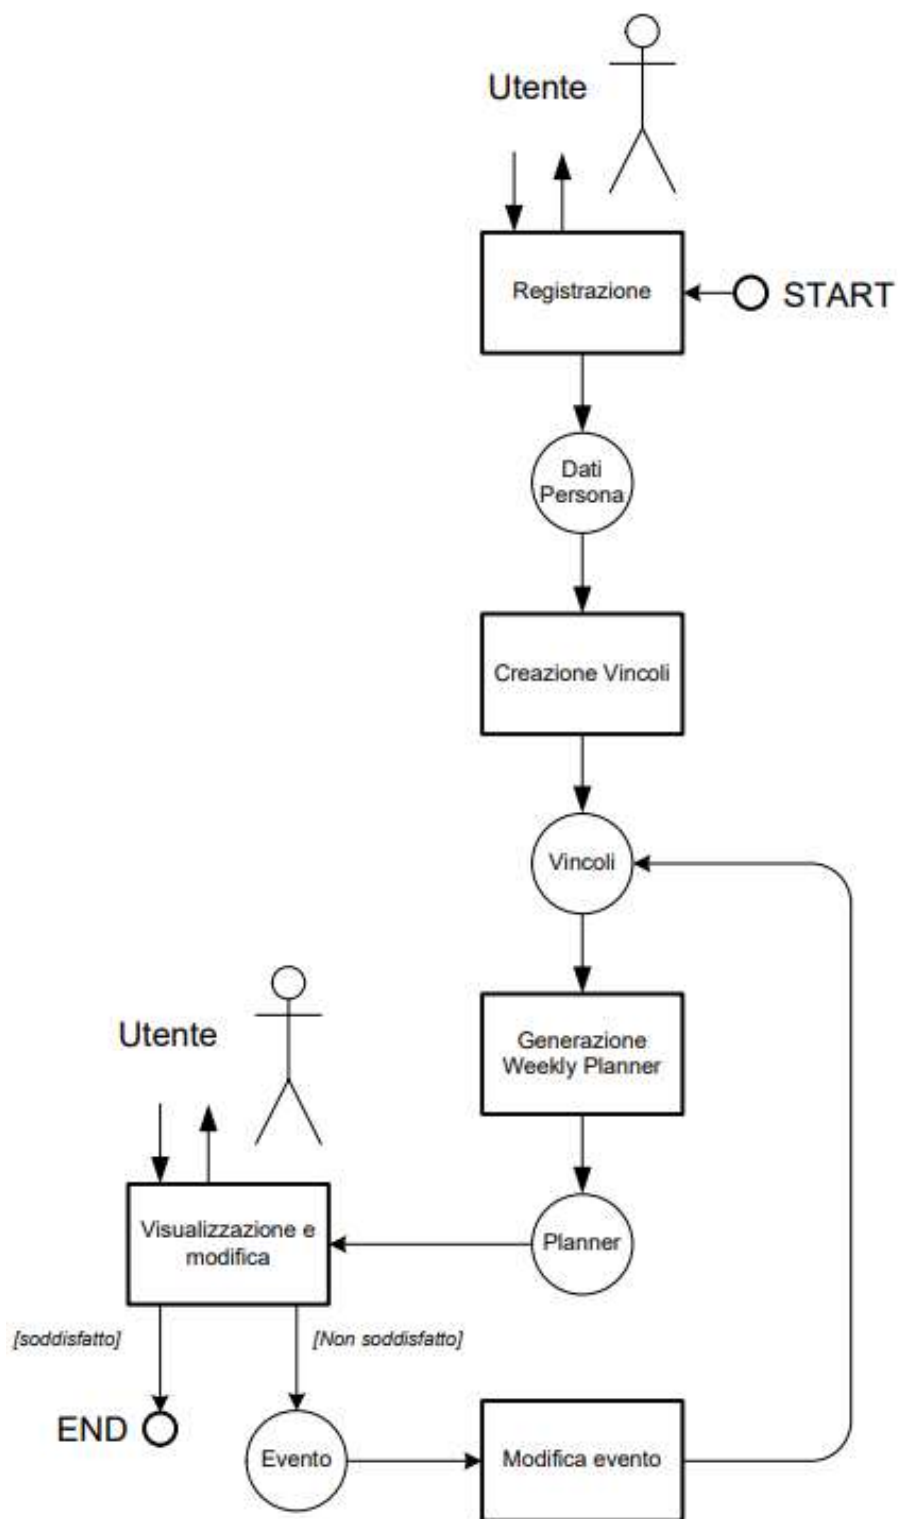 Utente
Registrazione
START
Dati
Persona
Creazione Vincoli
Vincoli
Generazione
Weekly Planner
Utente
Visualizzazione e
modifica
Planner
[soddisfatto]
[Non soddisfatto]
END
Evento
Modifica evento